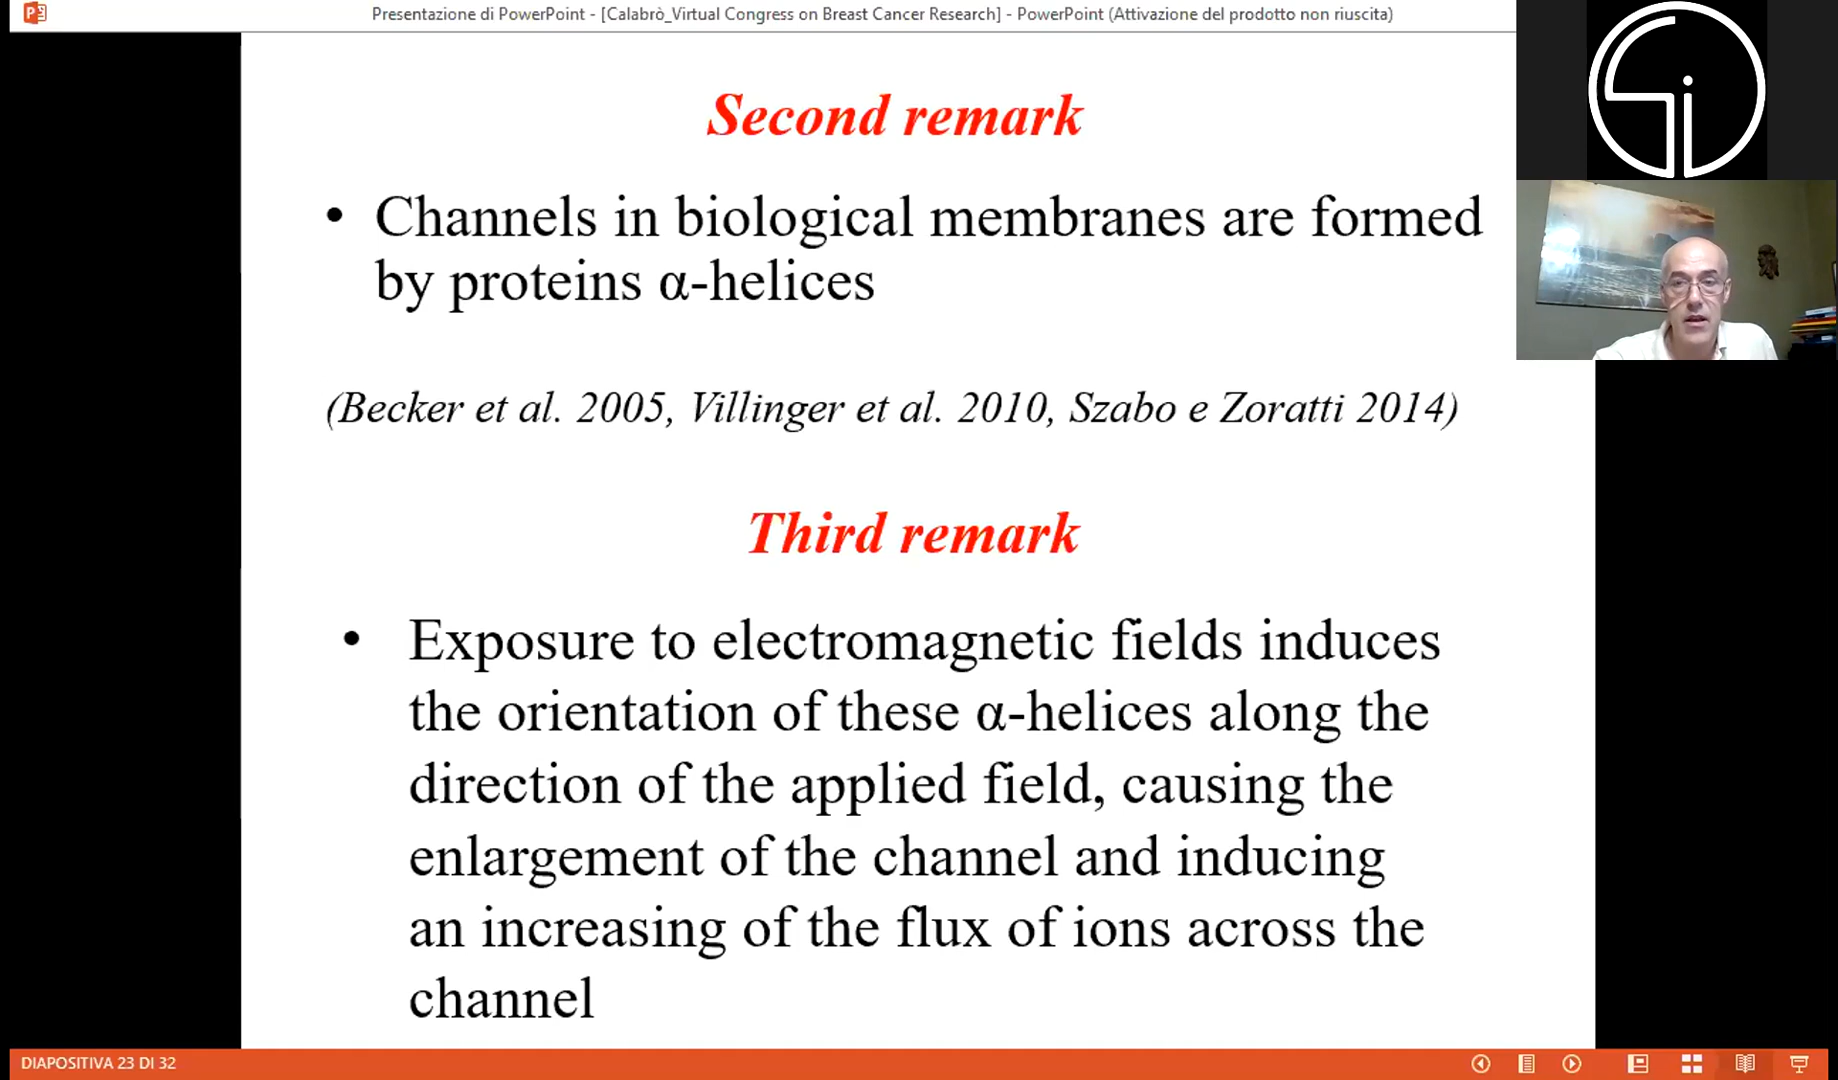 Presentazione di PowerPoint - [Calabrò_Virtual Congress on Breast Cancer Research] - PowerPoint (Attivazione del prodotto non riuscita)
Second remark
• Channels in biological membranes are formed
by proteins α-helices
(Becker et al. 2005, Villinger et al. 2010, Szabo e Zoratti 2014)
Third remark
• Exposure to electromagnetic fields induces
the orientation of these α-helices along the
direction of the applied field, causing the
enlargement of the channel and inducing
an increasing of the flux of ions across the
channel
DIAPOSITIVA 23 DI 32